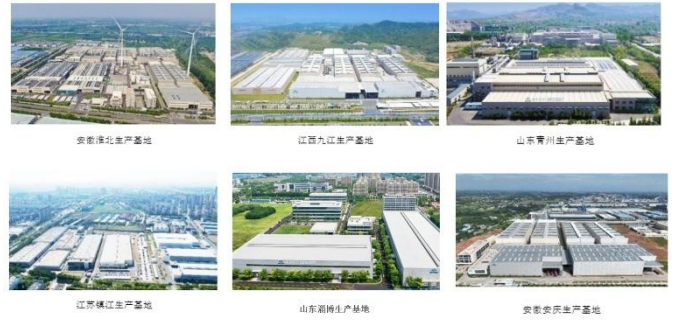 安徽淮北生产基地
江西九江生产基地
山东青州生产基地
江苏镇江生产基地
山东淄博生产基地
安徽安庆生产基地